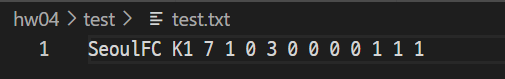 hw04 > test > test.txt
1 SeoulFC K1 7 1 0 3 0 0 0 0 1 1 1